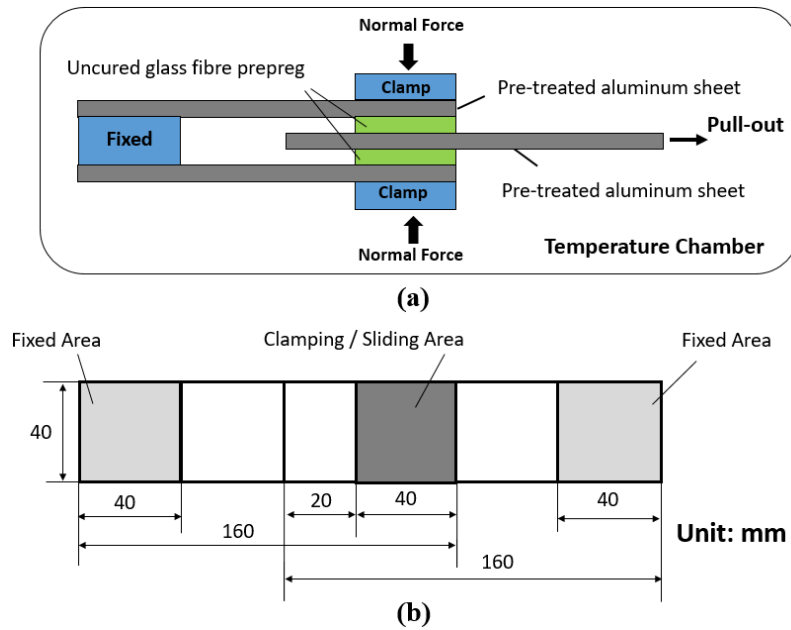 Normal Force
Uncured glass fibre prepreg
Clamp
Pre-treated aluminum sheet
Fixed
Pull-out
Clamp
Pre-treated aluminum sheet
Normal Force
Temperature Chamber
(a)
Fixed Area
Clamping / Sliding Area
Fixed Area
40
40
20
40
40
160
Unit: mm
160
(b)